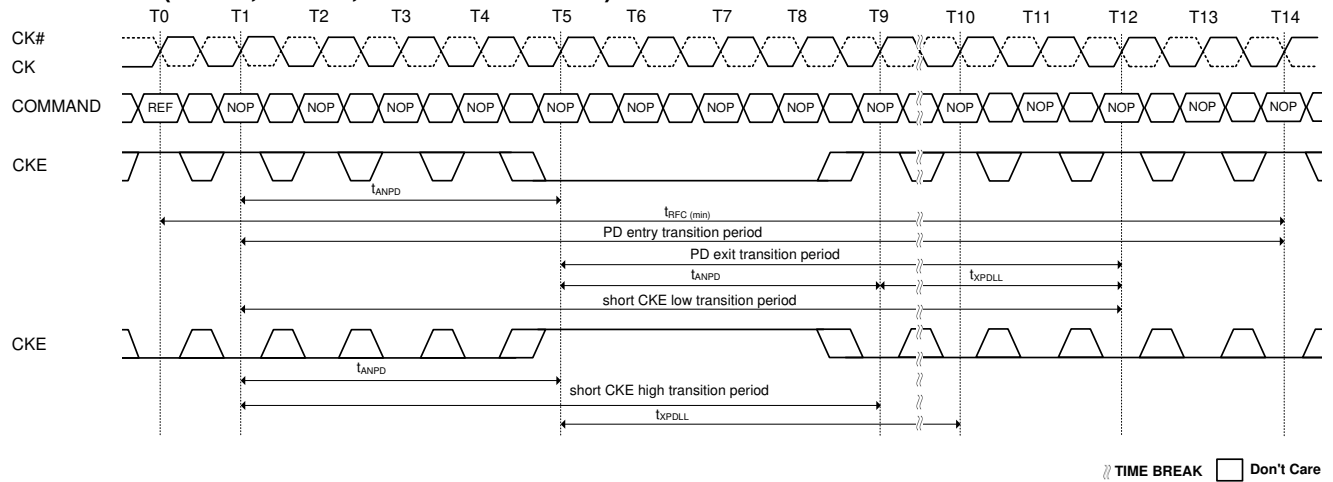 T0 T1 T2 T3 T4 T5 T6 T7 T8 T9 T10 T11 T12 T13 T14
CK#
CK
COMMAND REF NOP NOP NOP NOP NOP NOP NOP NOP NOP NOP NOP NOP NOP NOP
CKE
tANPD
tRFC (min)
PD entry transition period
PD exit transition period
tANPD tXPDLL
short CKE low transition period
CKE
tANPD
short CKE high transition period
tXPDLL
TIME BREAK Don't Care